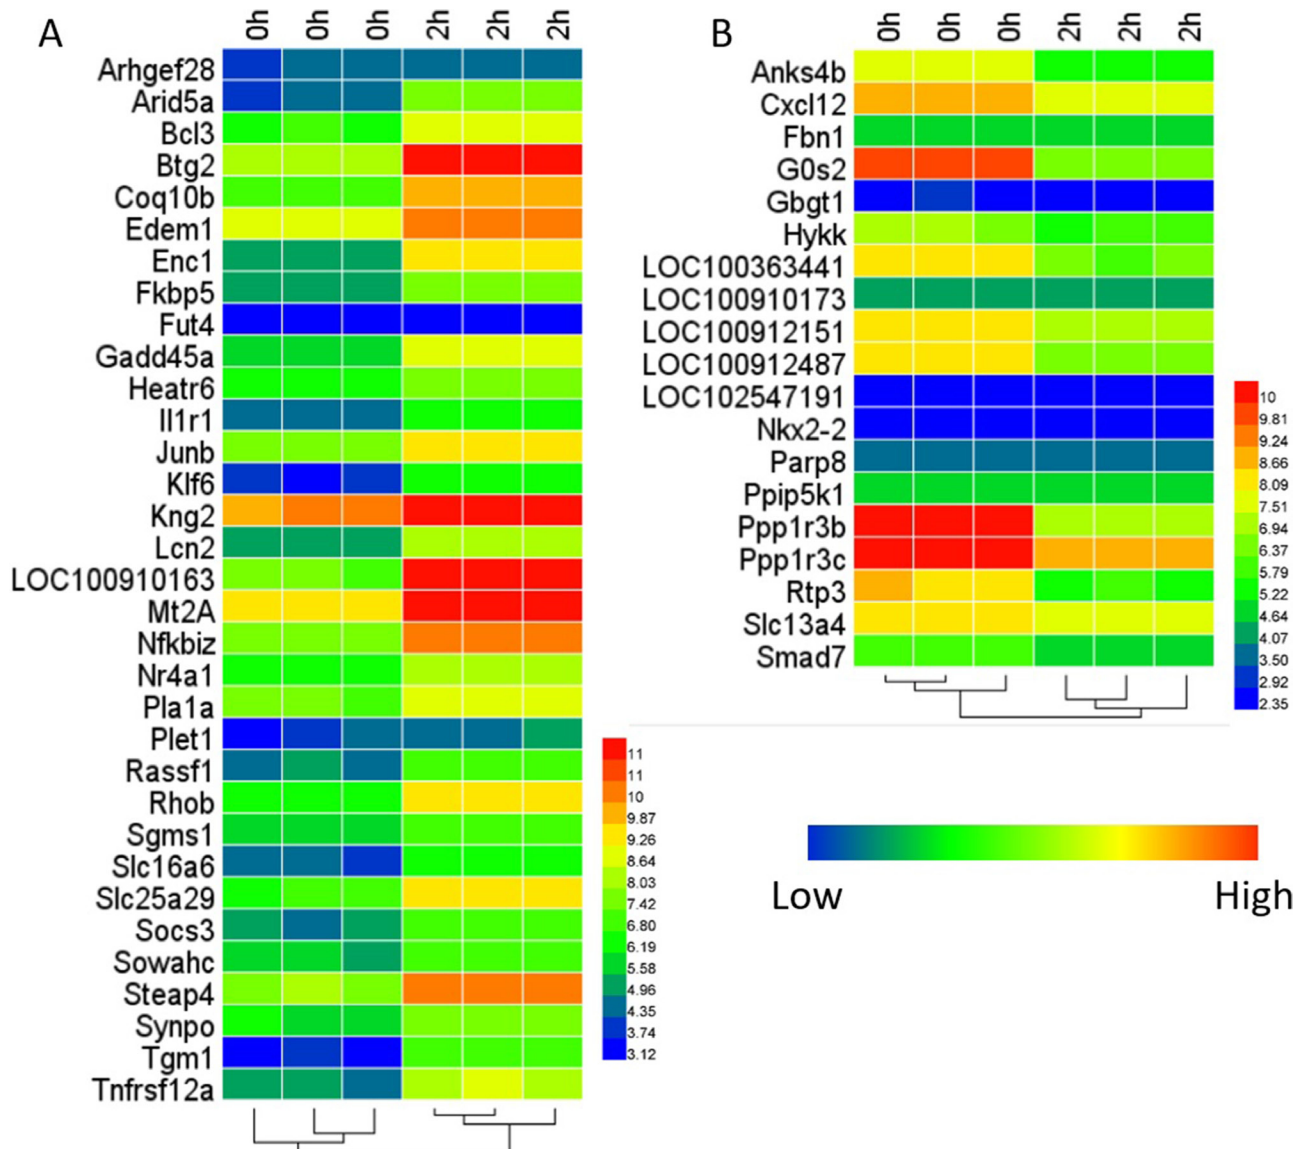 A
0h 0h 0h 2h 2h 2h
Arhgef28
Arid5a
Bcl3
Btg2
Coq10b
Edem1
Enc1
Fkbp5
Fut4
Gadd45a
Heatr6
Il1r1
Junb
Klf6
Kng2
Lcn2
LOC100910163
Mt2A
Nfkbiz
Nr4a1
Pla1a
Plet1
Rassf1
Rhob
Sgms1
Slc16a6
Slc25a29
Socs3
Sowahc
Steap4
Synpo
Tgm1
Tnfrsf12a
11
11
10
9.87
9.26
8.64
8.03
7.42
6.80
6.19
5.58
4.96
4.35
3.74
3.12
B
0h 0h 0h 2h 2h 2h
Anks4b
Cxcl12
Fbn1
G0s2
Gbgt1
Hykk
LOC100363441
LOC100910173
LOC100912151
LOC100912487
LOC102547191
Nkx2-2
Parp8
Ppip5k1
Ppp1r3b
Ppp1r3c
Rtp3
Slc13a4
Smad7
10
9.81
9.24
8.66
8.09
7.51
6.94
6.37
5.79
5.22
4.64
4.07
3.50
2.92
2.35
Low High